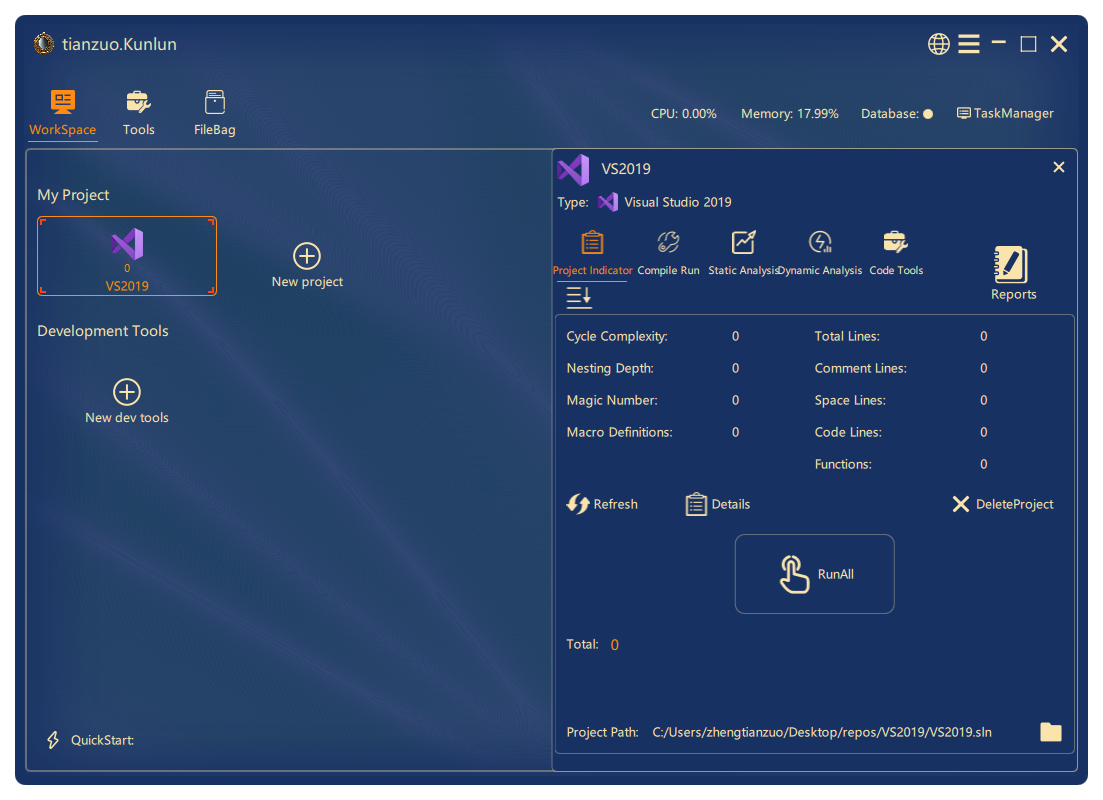 tianzuo.Kunlun
WorkSpace
Tools
FileBag
CPU: 0.00%
Memory: 17.99%
Database:
TaskManager
My Project
0
VS2019
New project
Development Tools
New dev tools
QuickStart:
VS2019
Type:
Visual Studio 2019
Project Indicator
Compile Run
Static Analysis
Dynamic Analysis
Code Tools
Reports
Cycle Complexity: 0
Total Lines: 0
Nesting Depth: 0
Comment Lines: 0
Magic Number: 0
Space Lines: 0
Macro Definitions: 0
Code Lines: 0
Functions: 0
Refresh
Details
DeleteProject
RunAll
Total: 0
Project Path: C:/Users/zhengtianzuo/Desktop/repos/VS2019/VS2019.sln